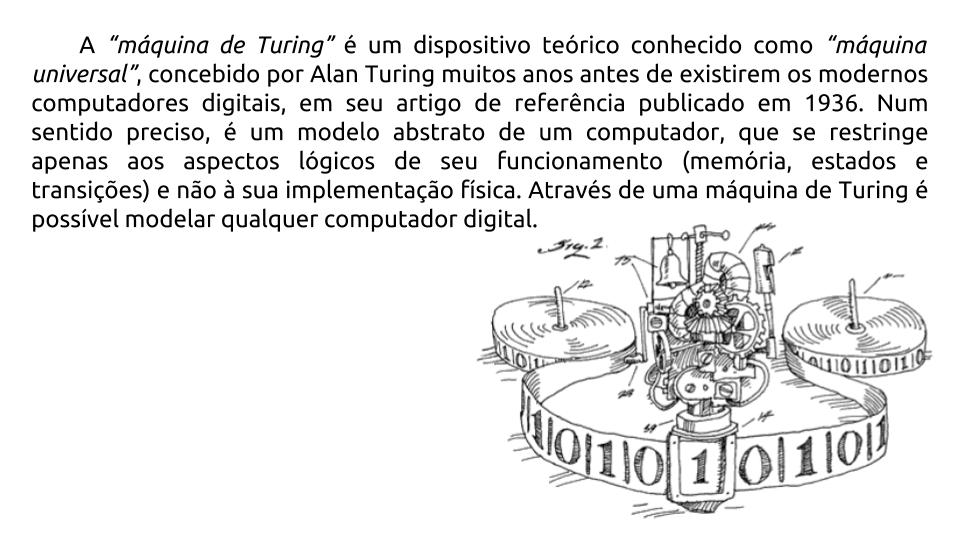 A “máquina de Turing” é um dispositivo teórico conhecido como “máquina
universal”, concebido por Alan Turing muitos anos antes de existirem os modernos
computadores digitais, em seu artigo de referência publicado em 1936. Num
sentido preciso, é um modelo abstrato de um computador, que se restringe
apenas aos aspectos lógicos de seu funcionamento (memória, estados e
transições) e não à sua implementação física. Através de uma máquina de Turing é
possível modelar qualquer computador digital.
Fig. 2.
15
1|0|1|0 1 0|1|0|1